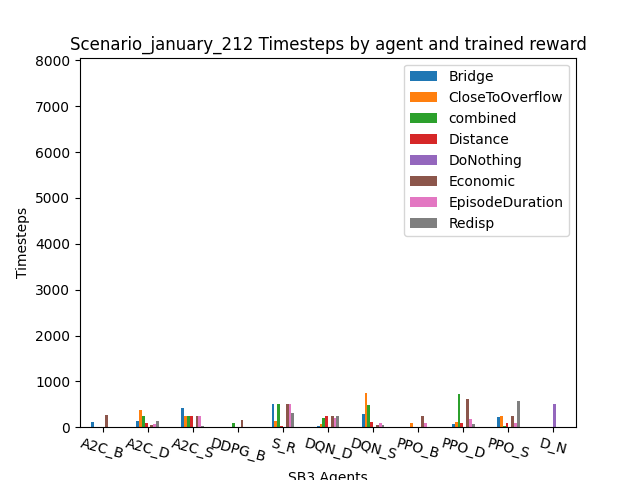 Scenario_january_212 Timesteps by agent and trained reward
8000
7000
6000
5000
4000
3000
2000
1000
0
Timesteps
Bridge
CloseToOverflow
combined
Distance
DoNothing
Economic
EpisodeDuration
Redisp
A2C_B
A2C_D
A2C_S
DDPG_B
S_R
DQN_D
DQN_S
PPO_B
PPO_D
PPO_S
D_N
SB3 Agents